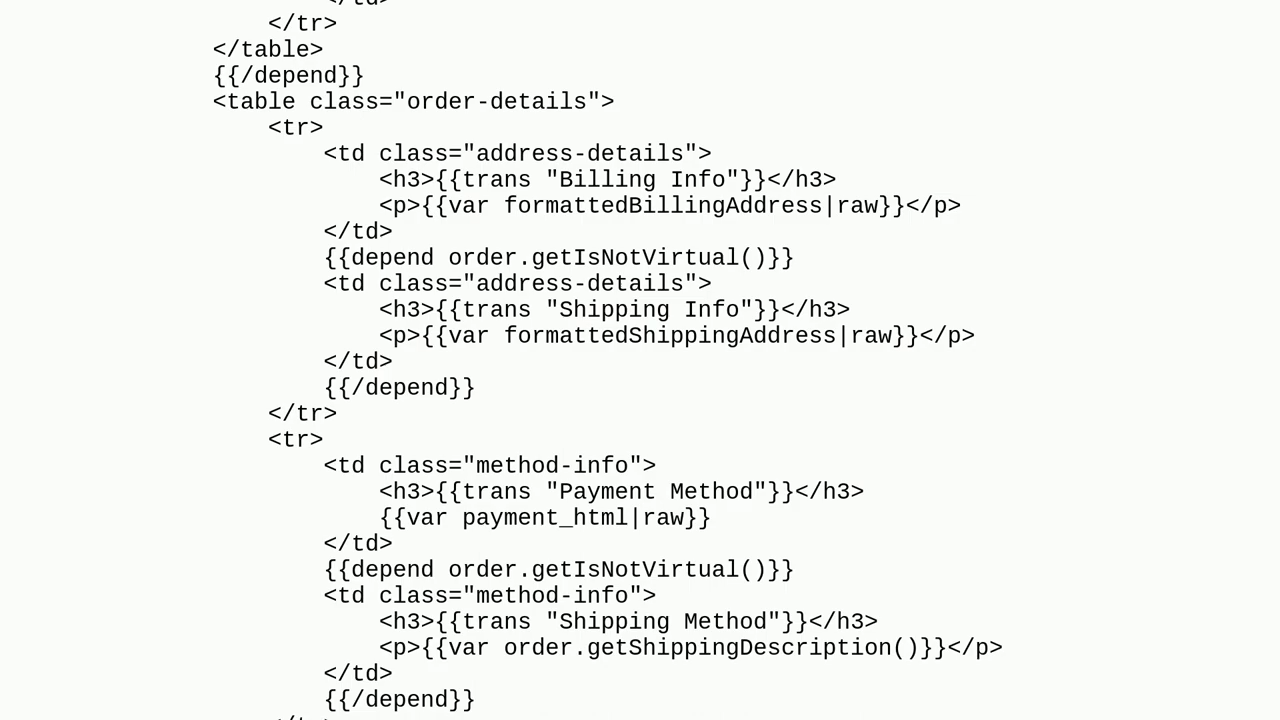 </tr>
</table>
{{/depend}}
<table class="order-details">
<tr>
<td class="address-details">
<h3>{{trans "Billing Info"}}</h3>
<p>{{var formattedBillingAddress|raw}}</p>
</td>
{{depend order.getIsNotVirtual()}}
<td class="address-details">
<h3>{{trans "Shipping Info"}}</h3>
<p>{{var formattedShippingAddress|raw}}</p>
</td>
{{/depend}}
</tr>
<tr>
<td class="method-info">
<h3>{{trans "Payment Method"}}</h3>
{{var payment_html|raw}}
</td>
{{depend order.getIsNotVirtual()}}
<td class="method-info">
<h3>{{trans "Shipping Method"}}</h3>
<p>{{var order.getShippingDescription()}}</p>
</td>
{{/depend}}